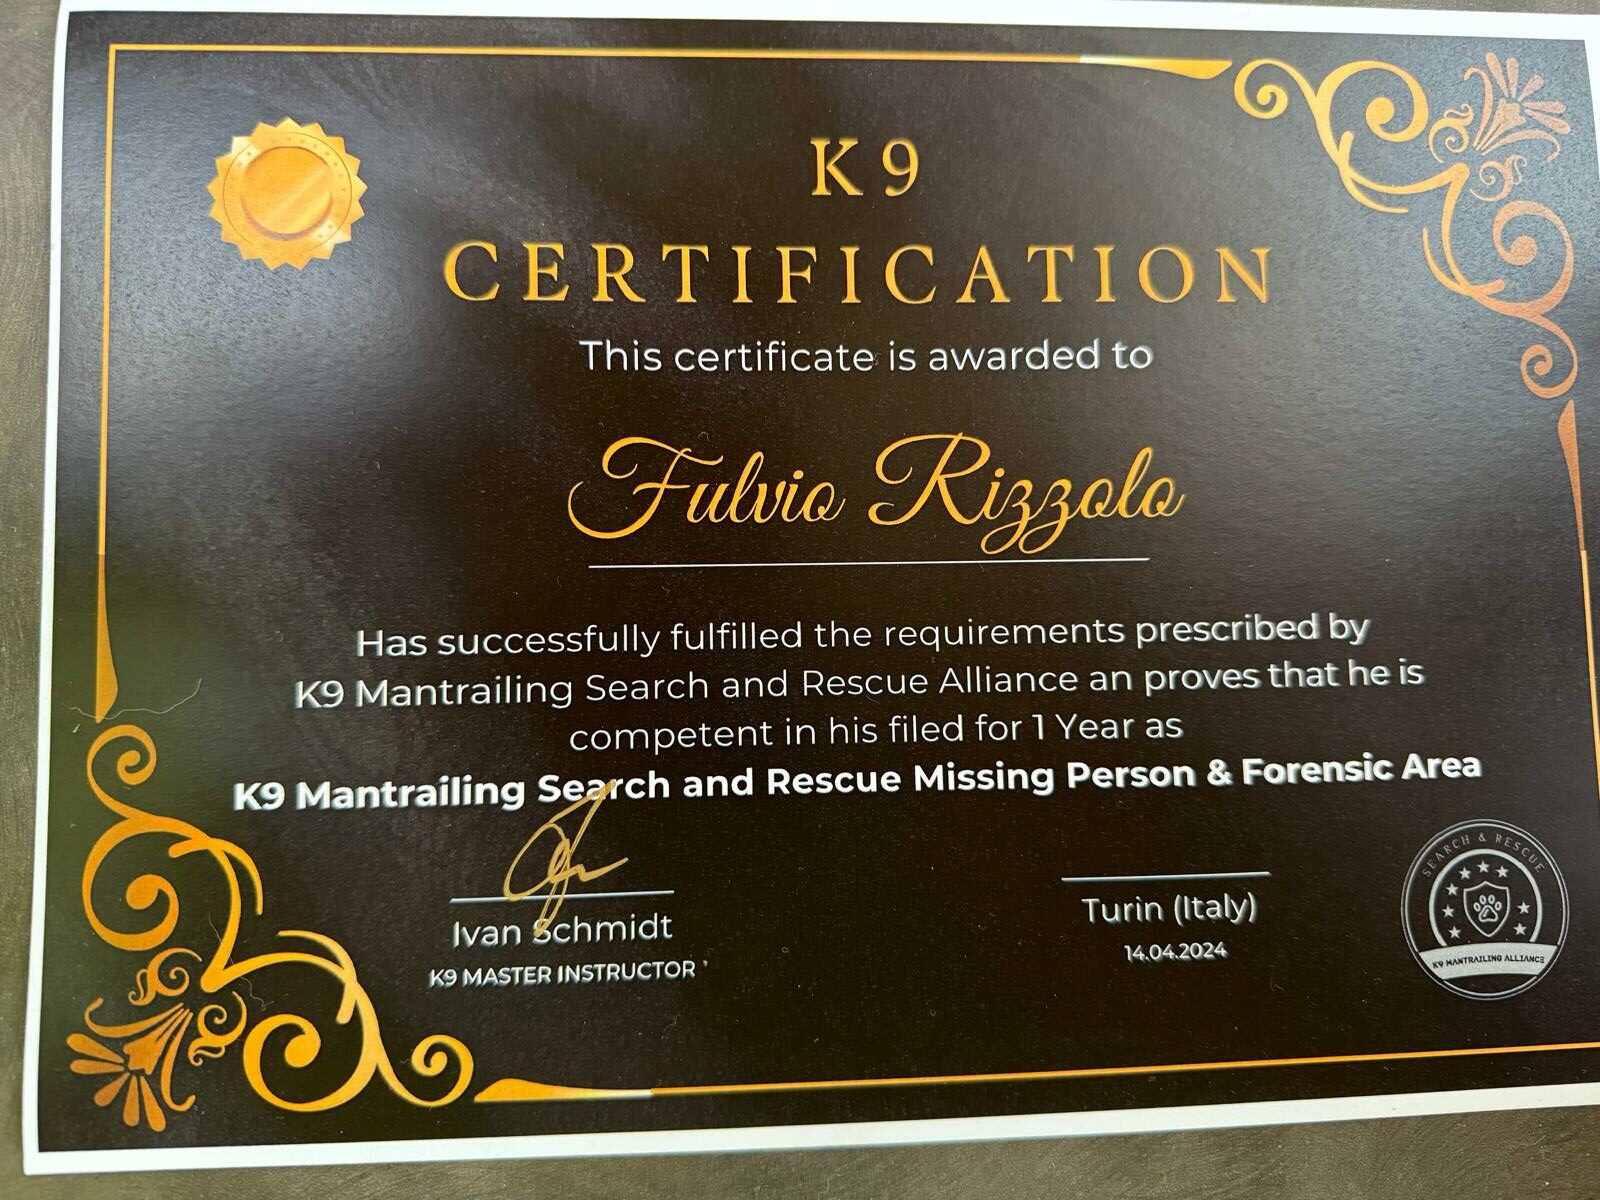 K9
CERTIFICATION
This certificate is awarded to
Fulvio Rizzolo
Has successfully fulfilled the requirements prescribed by
K9 Mantrailing Search and Rescue Alliance an proves that he is
competent in his filed for 1 Year as
K9 Mantrailing Search and Rescue Missing Person & Forensic Area
Ivan Schmidt
K9 MASTER INSTRUCTOR
Turin (Italy)
14.04.2024
SEARCH & RESCUE
K9 MANTRAILING ALLIANCE